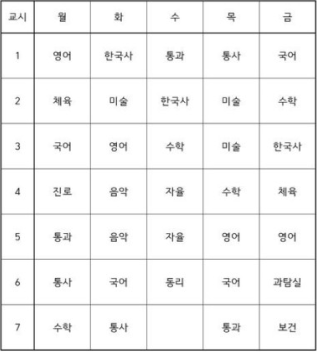 교시 월 화 수 목 금
1 영어 한국사 통과 통사 국어
2 체육 미술 한국사 미술 수학
3 국어 영어 수학 미술 한국사
4 진로 음악 자율 수학 체육
5 통과 음악 자율 영어 영어
6 통사 국어 동리 국어 과탐실
7 수학 통사 통과 보건